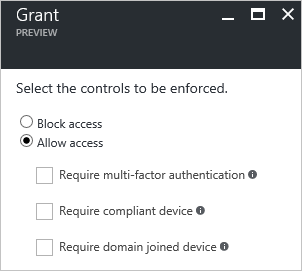 Grant
PREVIEW
Select the controls to be enforced.
Block access
Allow access
Require multi-factor authentication
Require compliant device
Require domain joined device